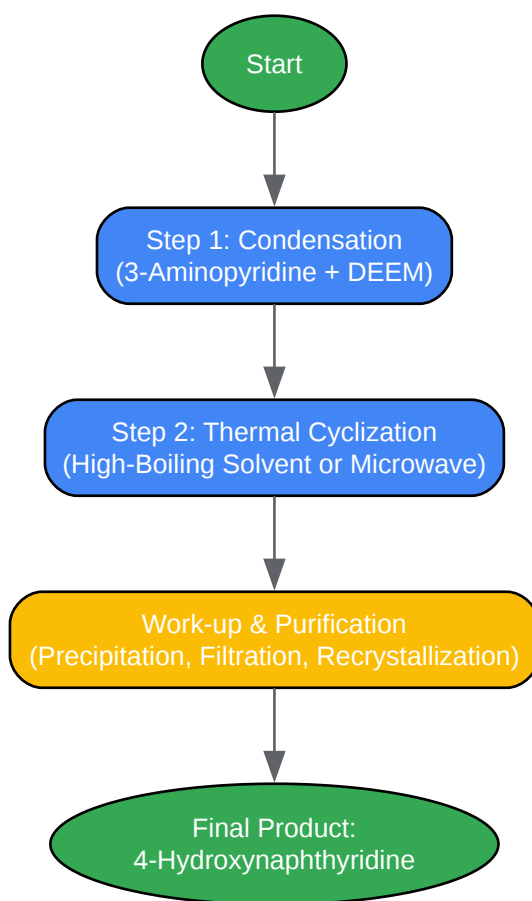 Start
Step 1: Condensation
(3-Aminopyridine + DEEM)
Step 2: Thermal Cyclization
(High-Boiling Solvent or Microwave)
Work-up & Purification
(Precipitation, Filtration, Recrystallization)
Final Product:
4-Hydroxynaphthyridine